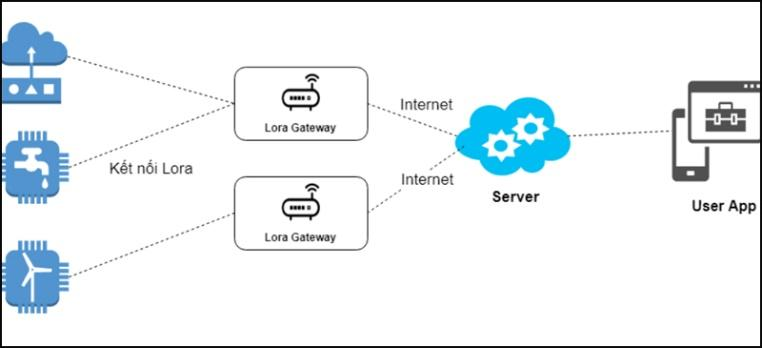 Internet
Lora Gateway
Kết nối Lora
Internet
Lora Gateway
Server
User App